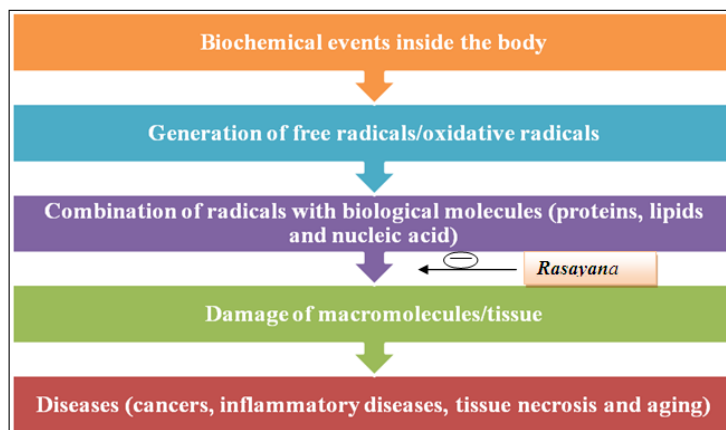 Biochemical events inside the body
Generation of free radicals/oxidative radicals
Combination of radicals with biological molecules (proteins, lipids
and nucleic acid)
Rasayana
Damage of macromolecules/tissue
Diseases (cancers, inflammatory diseases, tissue necrosis and aging)